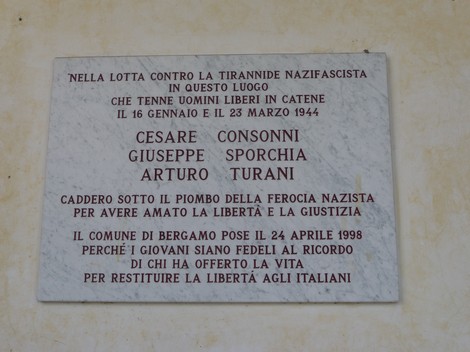 NELLA LOTTA CONTRO LA TIRANNIDE NAZIFASCISTA
IN QUESTO LUOGO
CHE TENNE UOMINI LIBERI IN CATENE
IL 16 GENNAIO E IL 23 MARZO 1944
CESARE CONSONNI
GIUSEPPE SPORCHIA
ARTURO TURANI
CADDERO SOTTO IL PIOMBO DELLA FEROCIA NAZISTA
PER AVERE AMATO LA LIBERTÀ E LA GIUSTIZIA
IL COMUNE DI BERGAMO POSE IL 24 APRILE 1998
PERCHÈ I GIOVANI SIANO FEDELI AL RICORDO
DI CHI HA OFFERTO LA VITA
PER RESTITUIRE LA LIBERTÀ AGLI ITALIANI